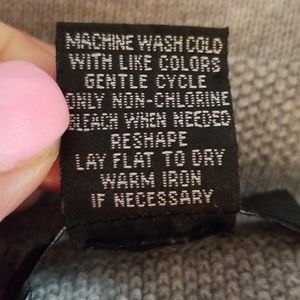 MACHINE WASH COLD
WITH LIKE COLORS
GENTLE CYCLE
ONLY NON-CHLORINE
BLEACH WHEN NEEDED
RESHAPE
LAY FLAT TO DRY
WARM IRON
IF NECESSARY